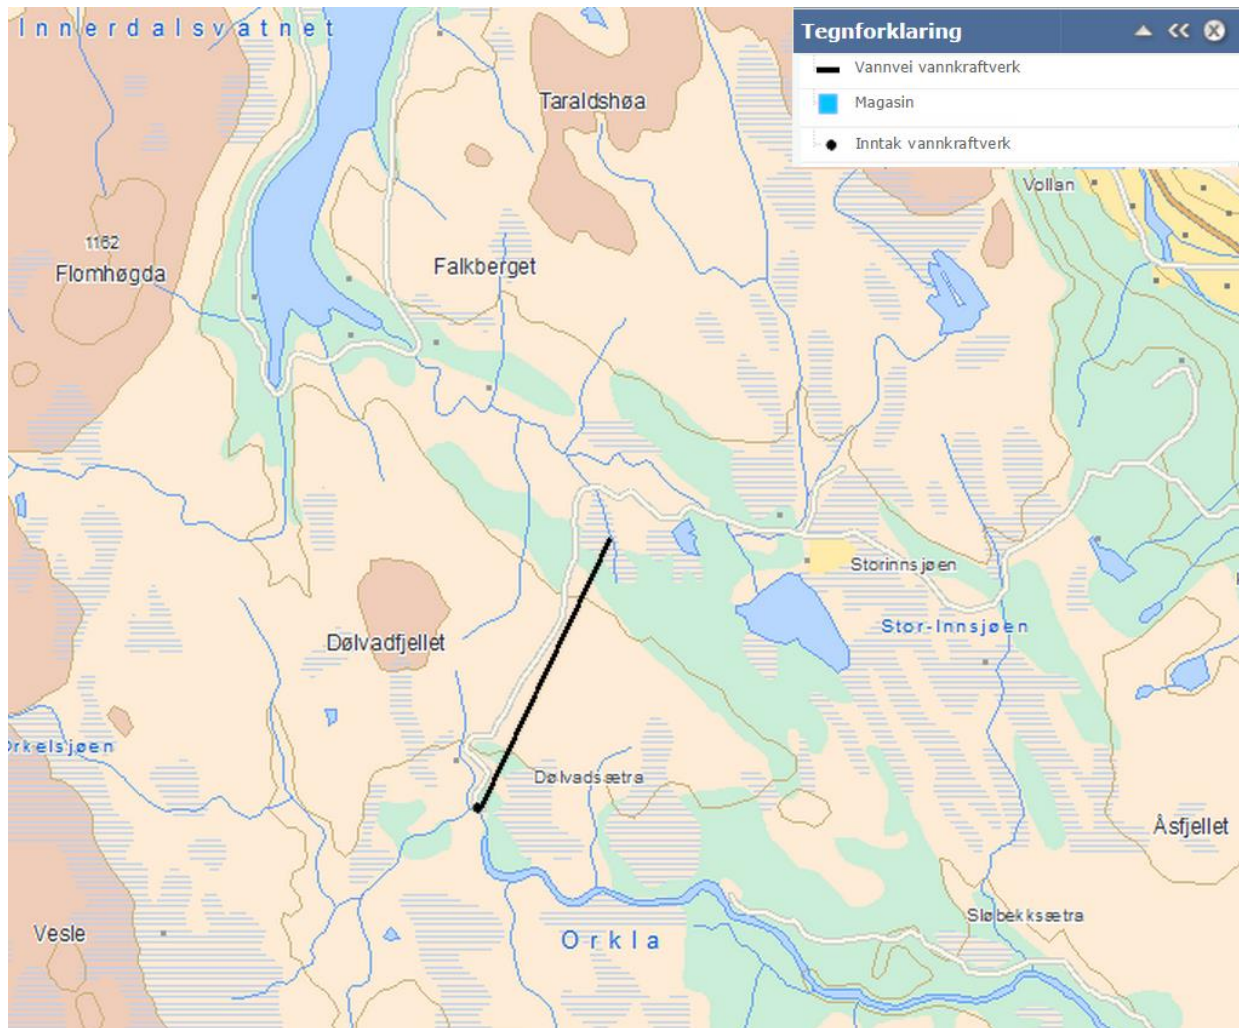 Innerdalsvatnet
Tegnforklaring
Vannvei vannkraftverk
Magasin
Inntak vannkraftverk
Taraldshøa
Vollan
1162
Flomhøgda
Falkberget
Storinnsjøen
Stor-Innsjøen
Dølvadfjellet
rkelsjøen
Dølvadsætra
Åsfjellet
Sløbekksætra
Vesle
Orkla